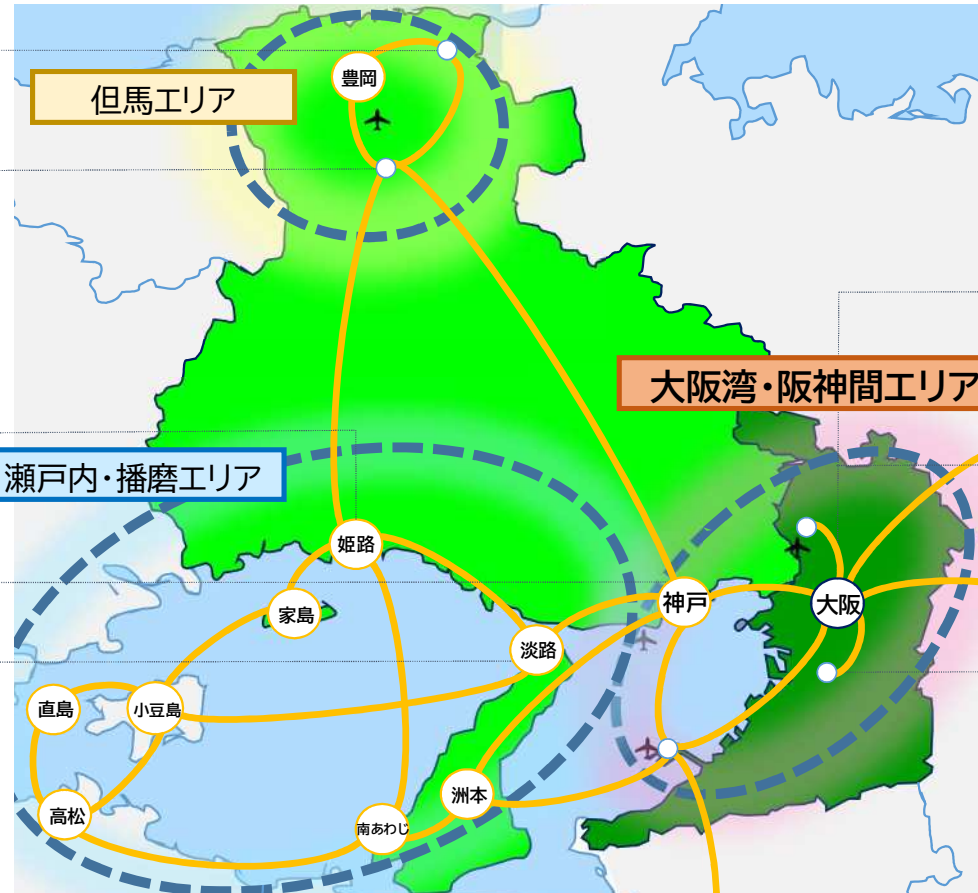 豊岡
但馬エリア
大阪湾・阪神間エリア
瀬戸内・播磨エリア
姫路
家島
神戸
大阪
淡路
直島
小豆島
洲本
高松
南あわじ